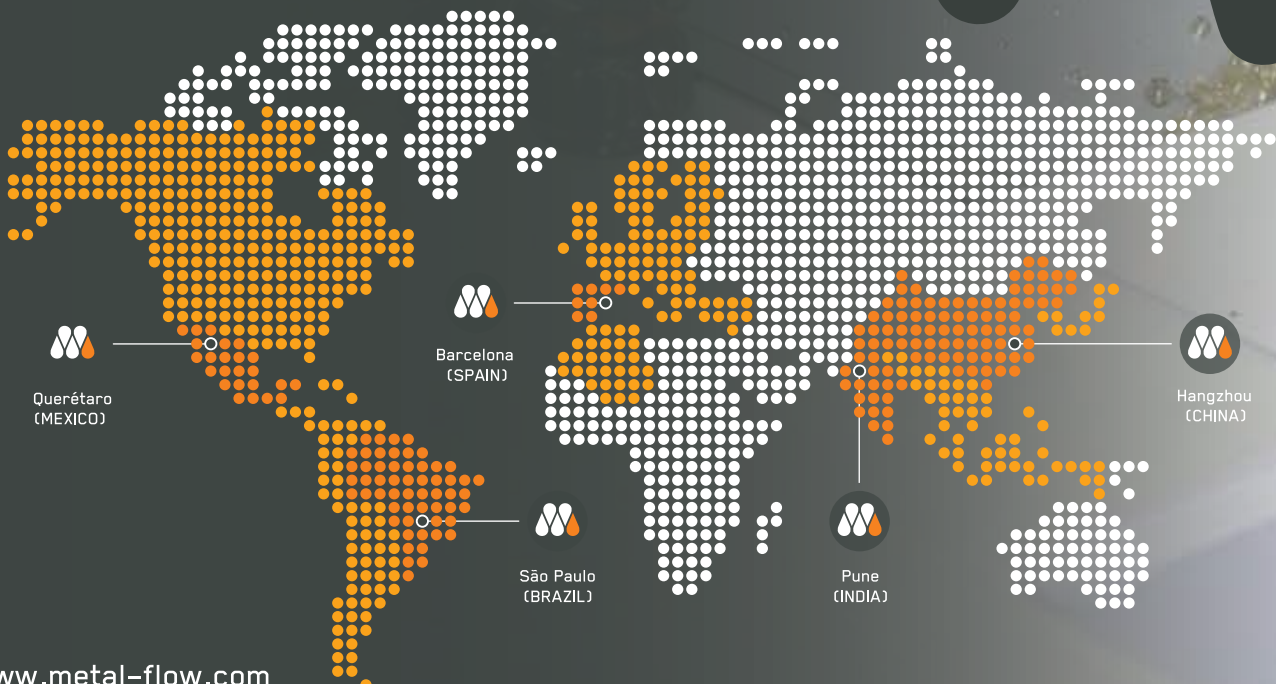 Querétaro
(MEXICO)
Barcelona
(SPAIN)
São Paulo
(BRAZIL)
Pune
(INDIA)
Hangzhou
(CHINA)
ww.metal-flow.com